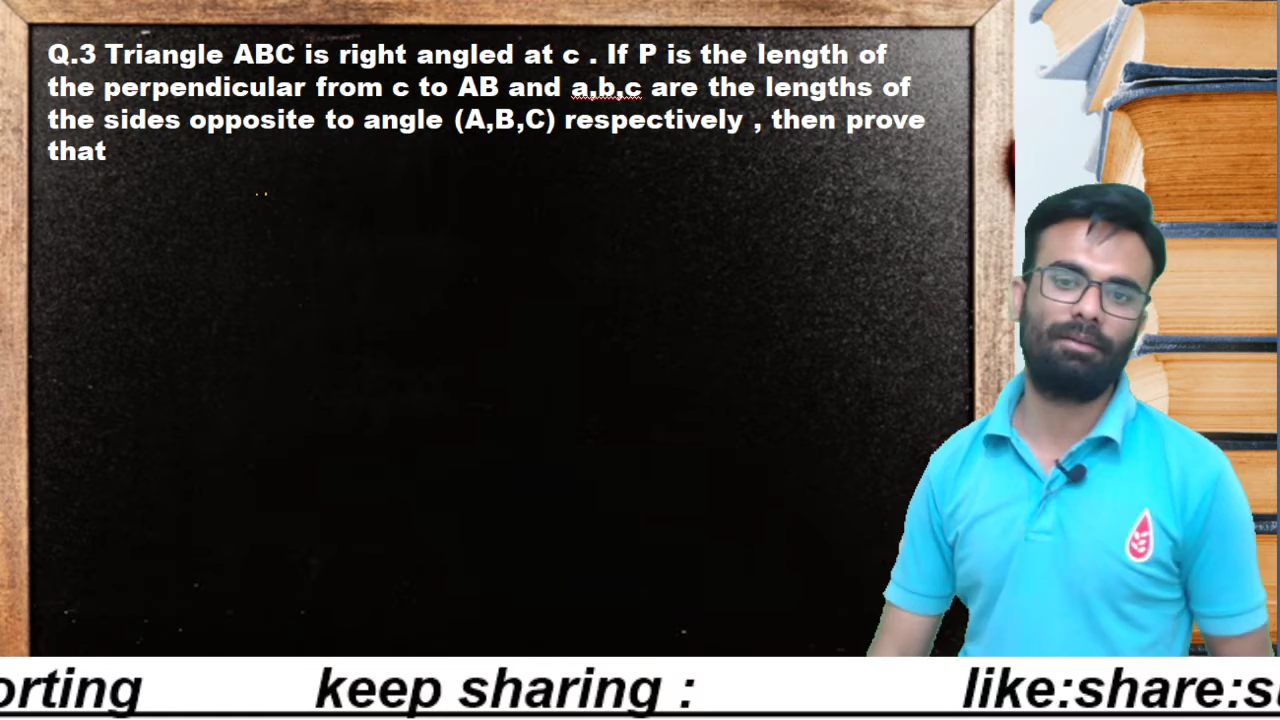 Q.3 Triangle ABC is right angled at c . If P is the length of
the perpendicular from c to AB and a,b,c are the lengths of
the sides opposite to angle (A,B,C) respectively , then prove
that
orting keep sharing : like:share:s